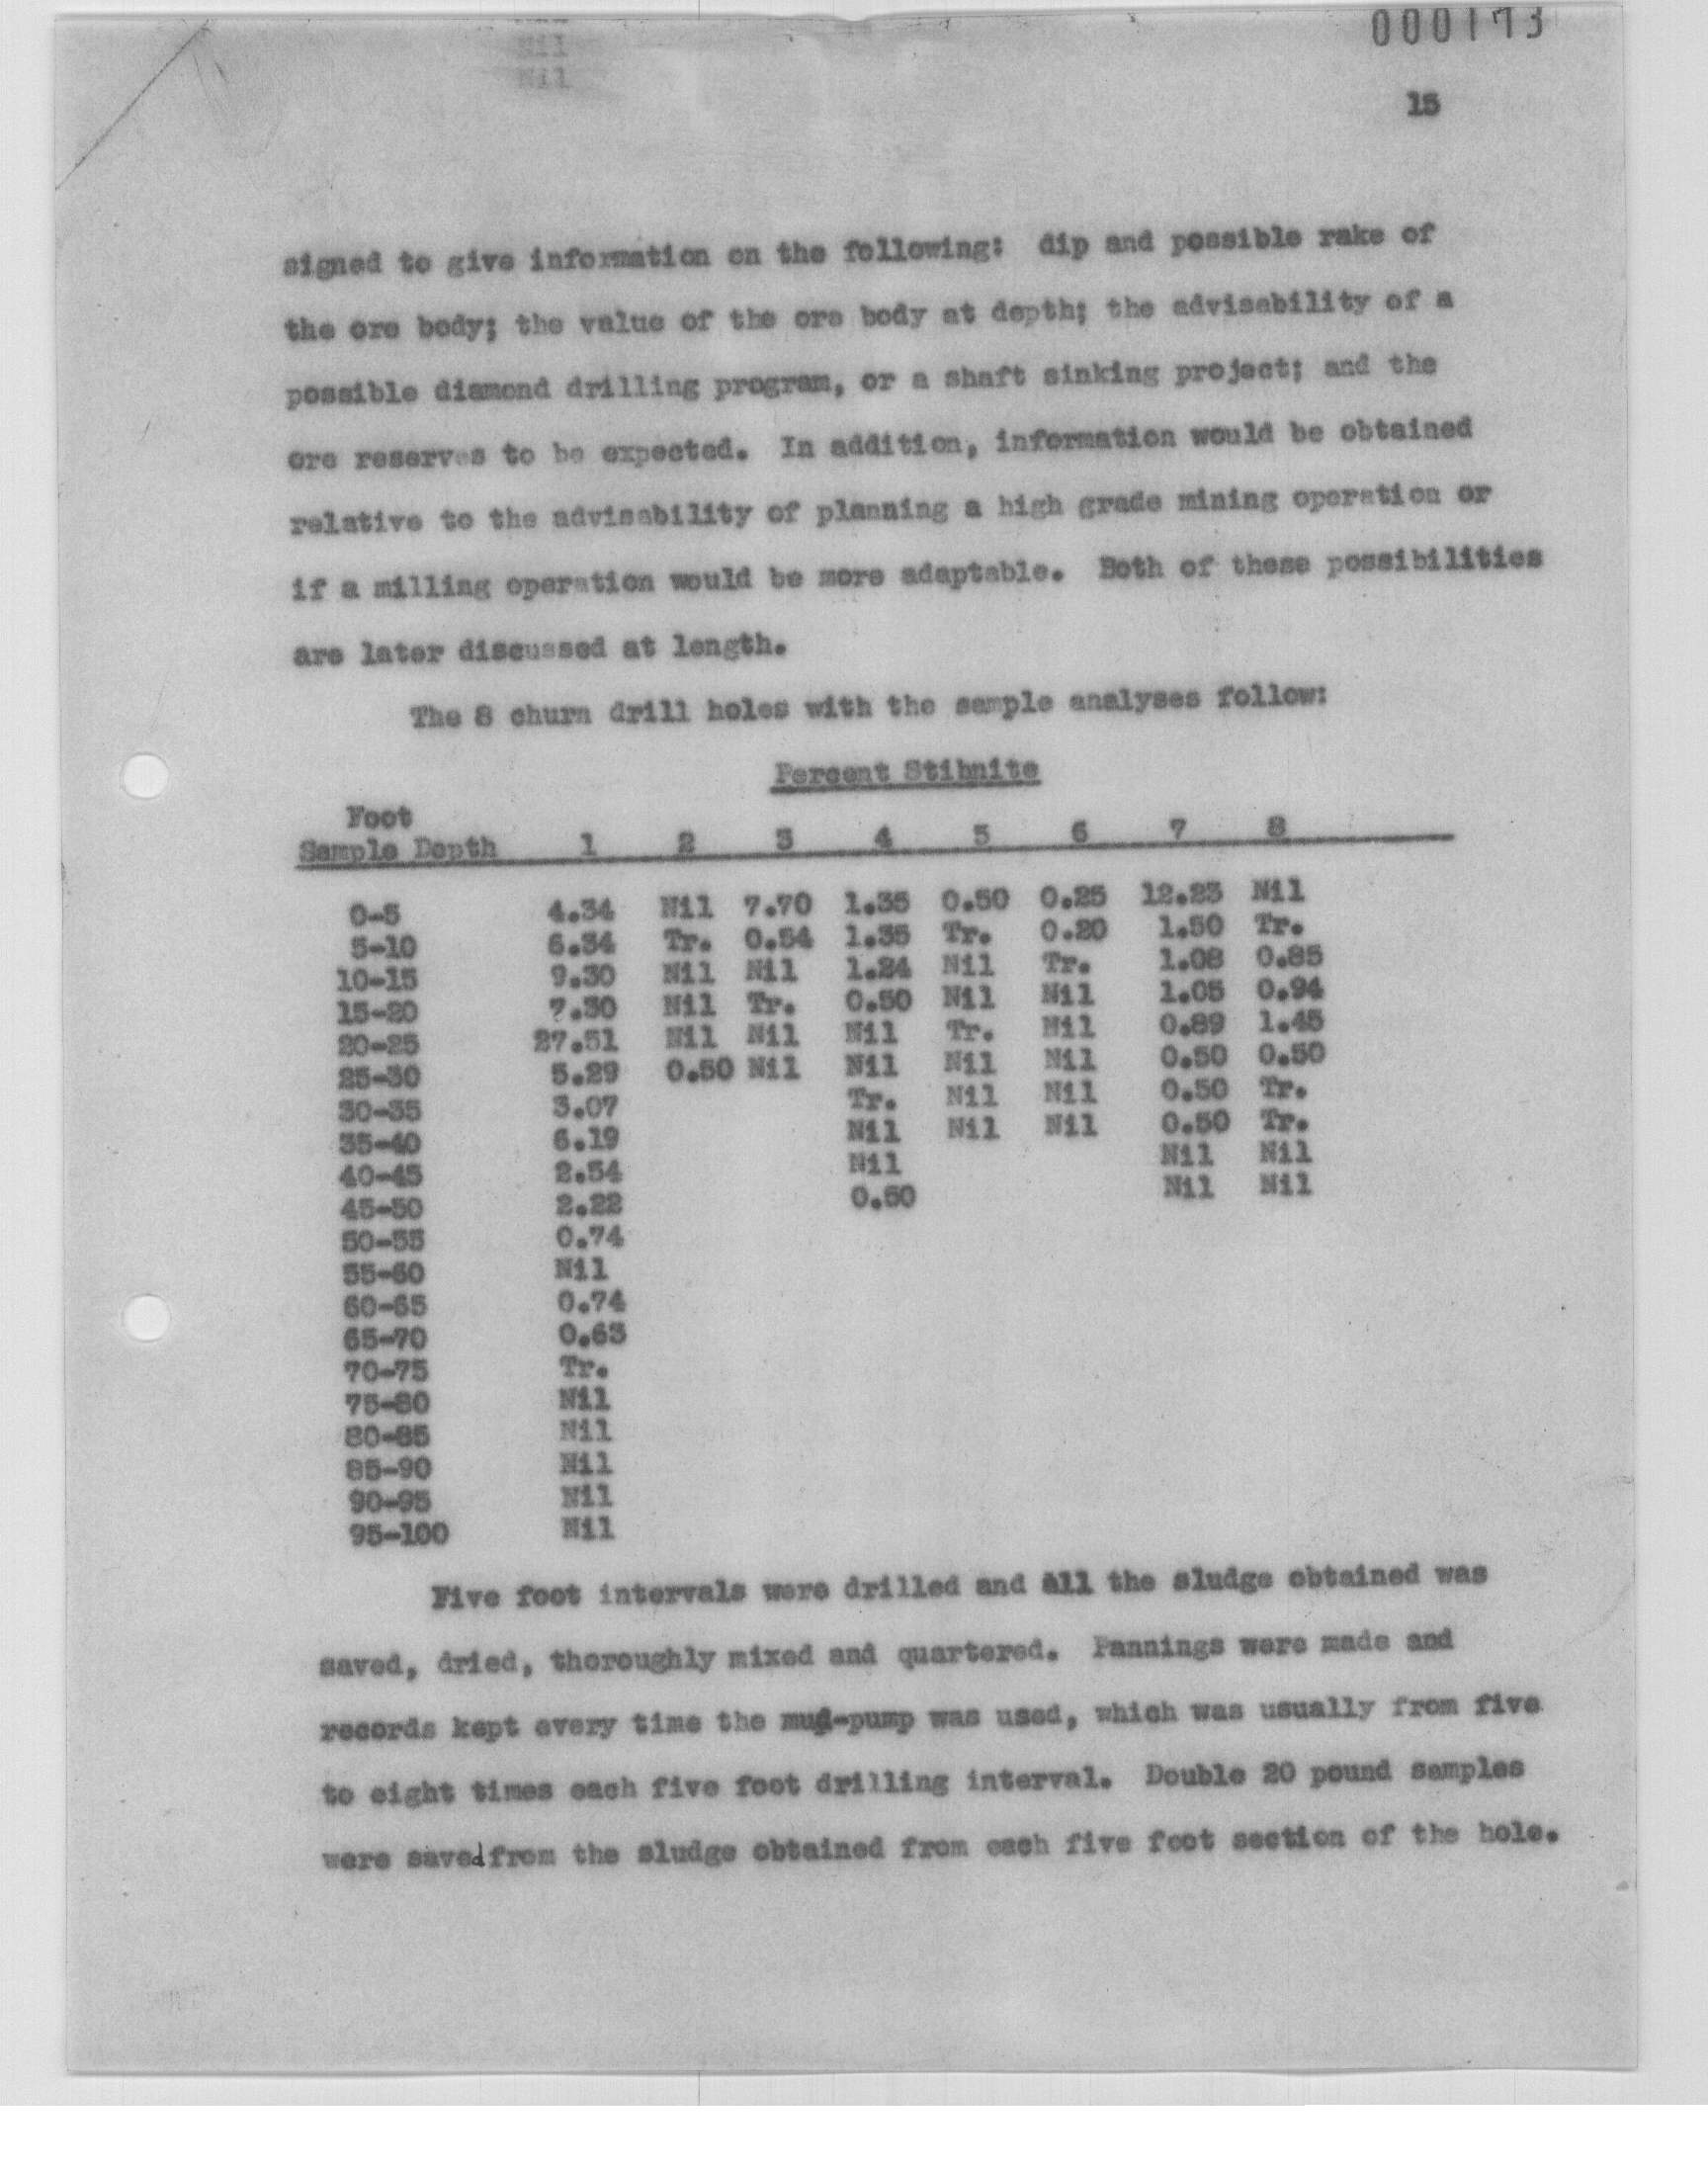 Nil
Nil
000173
15
signed to give information on the following: dip and possible rake of
the ore body; the value of the ore body at depth; the advisability of a
possible diamond drilling program, or a shaft sinking project; and the
ore reserves to be expected. In addition, information would be obtained
relative to the advisability of planning a high grade mining operation or
if a milling operation would be more adaptable. Both of these possibilities
are later discussed at length.
The 8 churn drill holes with the sample analyses follow:
Percent Stibnite
Foot
Sample Depth 1 2 3 4 5 6 7 8
0-5 4.34 Nil 7.70 1.35 0.50 0.25 12.23 Nil
5-10 6.34 Tr. 0.54 1.35 Tr. 0.20 1.50 Tr.
10-15 9.30 Nil Nil 1.24 Nil Tr. 1.08 0.85
15-20 7.30 Nil Tr. 0.50 Nil Nil 1.05 0.94
20-25 27.51 Nil Nil Nil Tr. Nil 0.89 1.45
25-30 5.29 0.50 Nil Nil Nil Nil 0.50 0.50
30-35 3.07 Tr. Nil Nil 0.50 Tr.
35-40 6.19 Nil Nil Nil 0.50 Tr.
40-45 2.54 Nil Nil Nil
45-50 2.22 0.50 Nil Nil
50-55 0.74
55-60 Nil
60-65 0.74
65-70 0.63
70-75 Tr.
75-80 Nil
80-85 Nil
85-90 Nil
90-95 Nil
95-100 Nil
Five foot intervals were drilled and all the sludge obtained was
saved, dried, thoroughly mixed and quartered. Pannings were made and
records kept every time the mud-pump was used, which was usually from five
to eight times each five foot drilling interval. Double 20 pound samples
were saved from the sludge obtained from each five foot section of the hole.